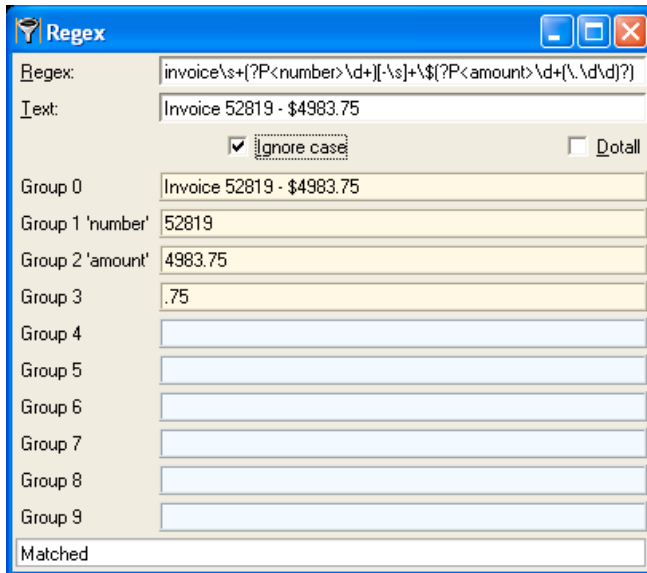 Regex
Regex: invoice\s+(?P<number>\d+)[-\s]+\$(?P<amount>\d+(\.\d\d)?)
Text: Invoice 52819 - $4983.75
Ignore case Dotall
Group 0 Invoice 52819 - $4983.75
Group 1 'number' 52819
Group 2 'amount' 4983.75
Group 3 .75
Group 4
Group 5
Group 6
Group 7
Group 8
Group 9
Matched